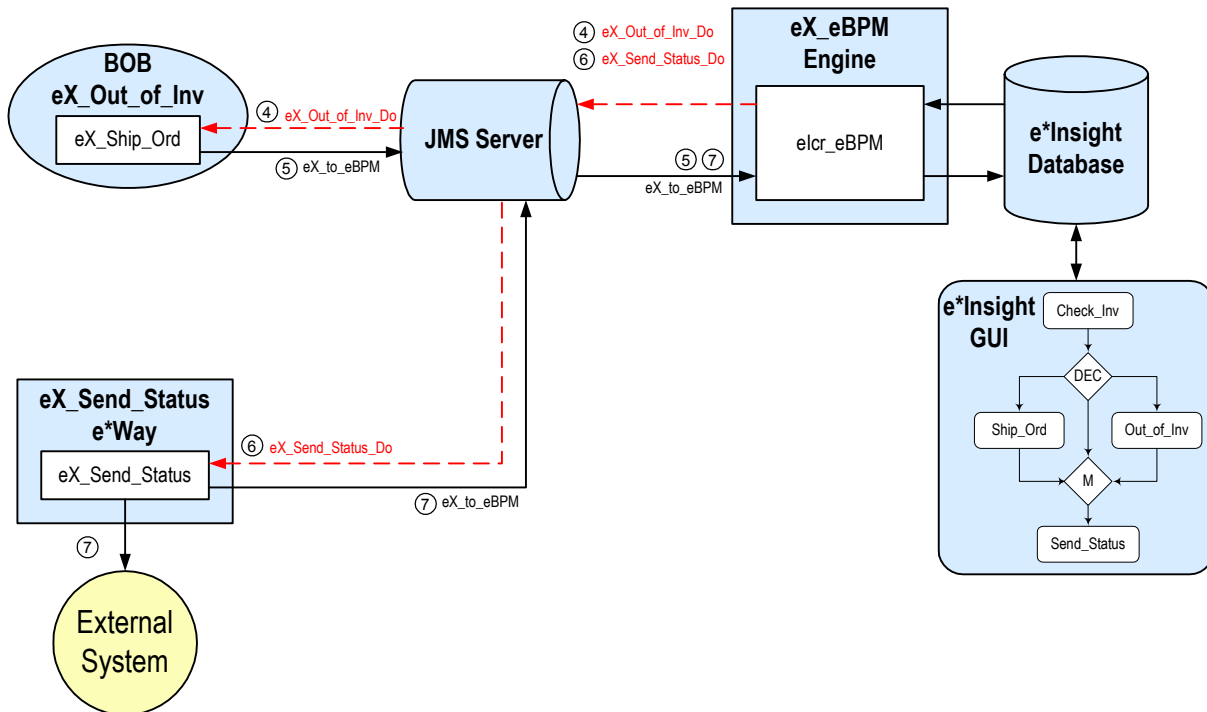 BOB
eX_Out_of_Inv
eX_Ship_Ord
④ eX_Out_of_Inv_Do
⑤ eX_to_eBPM
JMS Server
④ eX_Out_of_Inv_Do
⑥ eX_Send_Status_Do
⑤ ⑦
eX_to_eBPM
eX_eBPM
Engine
eIcr_eBPM
e*Insight
Database
e*Insight
GUI
Check_Inv
DEC
Ship_Ord
Out_of_Inv
M
Send_Status
eX_Send_Status
e*Way
eX_Send_Status
⑥ eX_Send_Status_Do
⑦ eX_to_eBPM
⑦
External
System